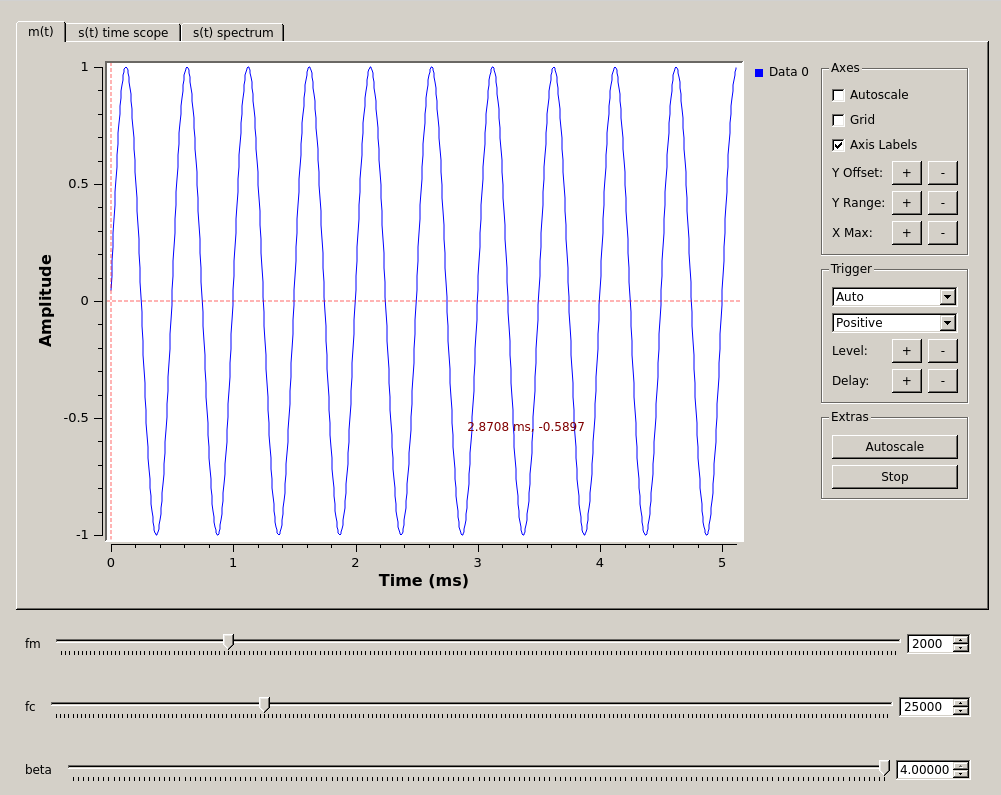 m(t) s(t) time scope s(t) spectrum
Data 0
Axes
Autoscale
Grid
Axis Labels
Y Offset: + -
Y Range: + -
X Max: + -
Trigger
Auto
Positive
Level: + -
Delay: + -
Extras
Autoscale
Stop
1
0.5
0
-0.5
-1
Amplitude
2.8708 ms, -0.5897
0 1 2 3 4 5
Time (ms)
fm 2000
fc 25000
beta 4.00000